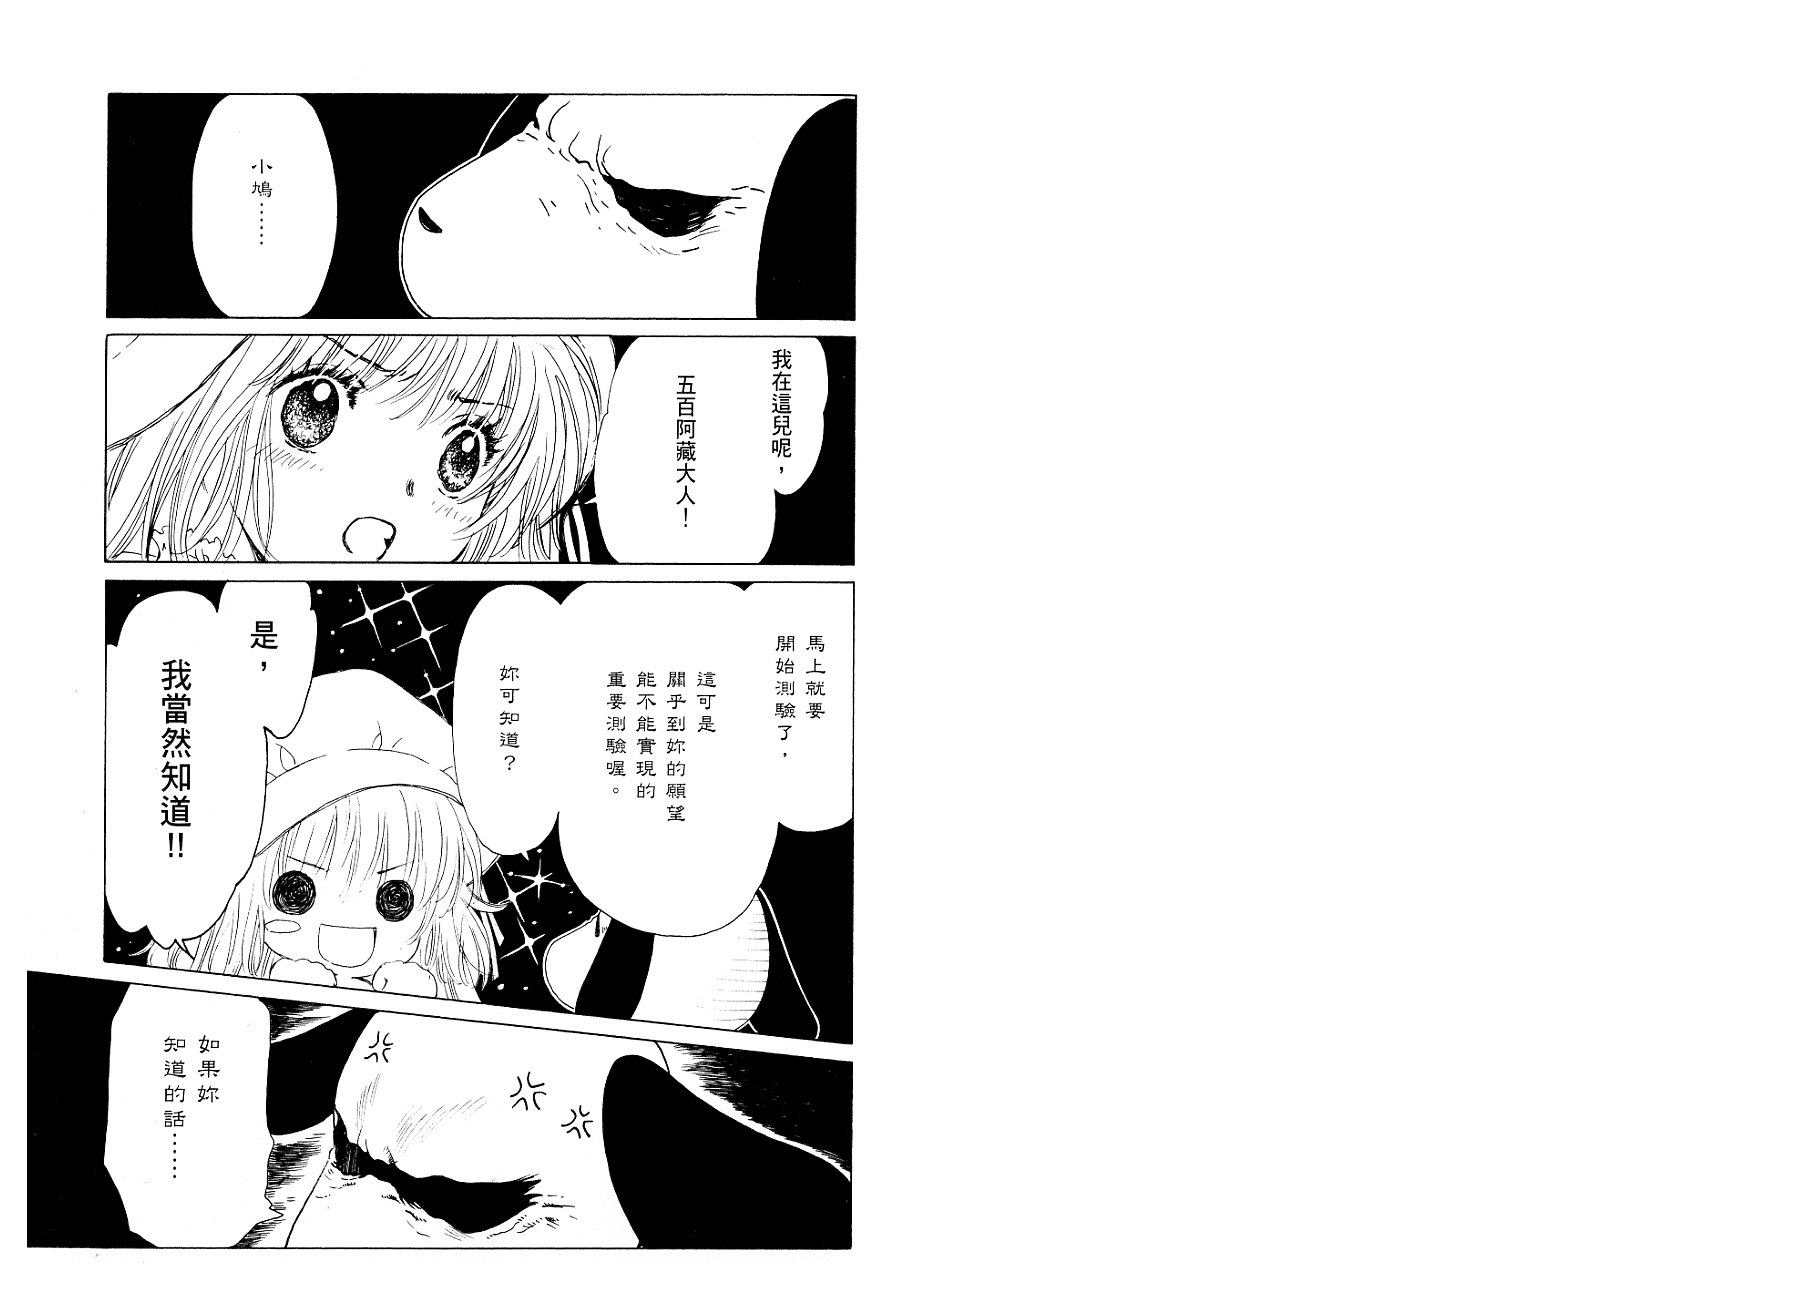 小鳩……
我在這兒呢，
五百阿藏大人！
馬上就要
開始測驗了，
這可是
關乎到妳的願望
能不能實現的
重要測驗喔。
妳可知道？
是，
我當然知道!!
如果妳
知道的話……